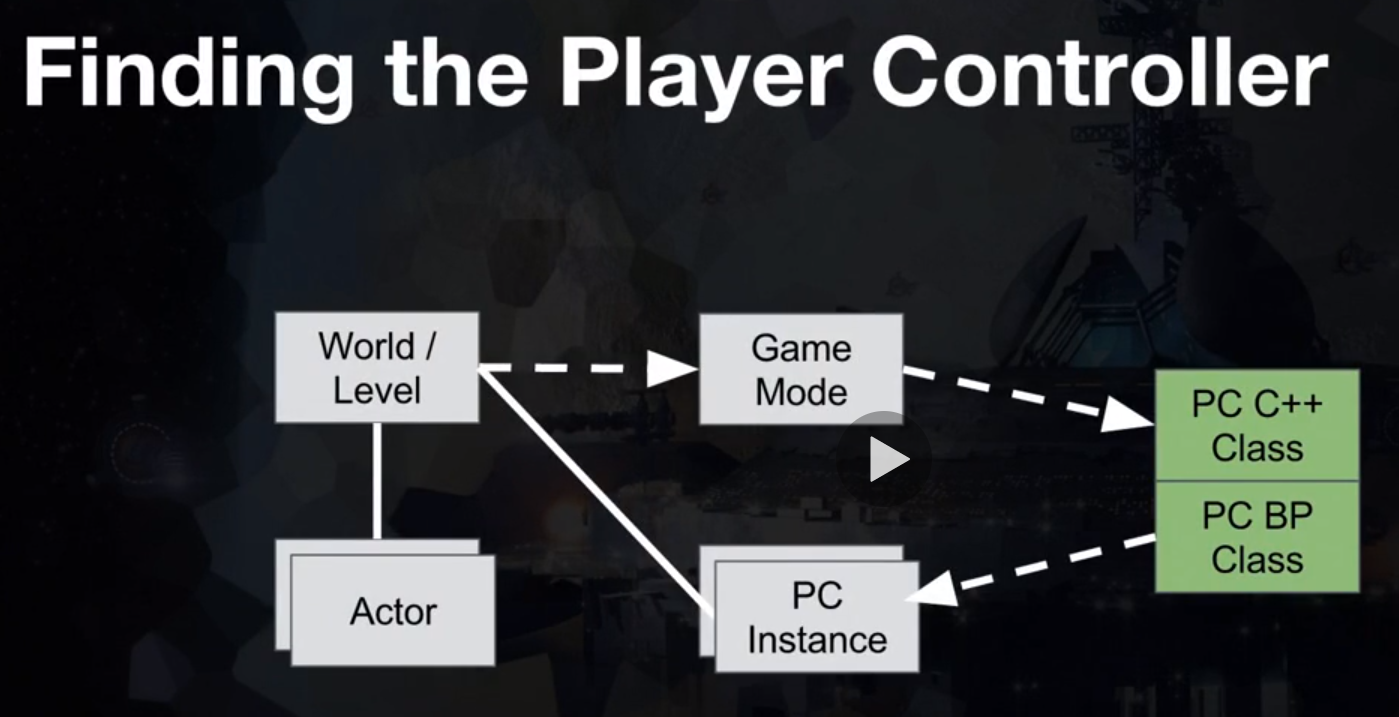 Finding the Player Controller
World /
Level
Game
Mode
PC C++
Class
PC BP
Class
Actor
PC
Instance